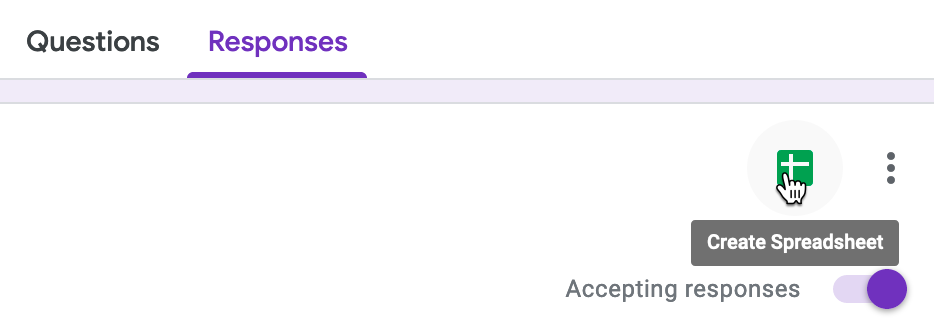 Questions Responses
Create Spreadsheet
Accepting responses